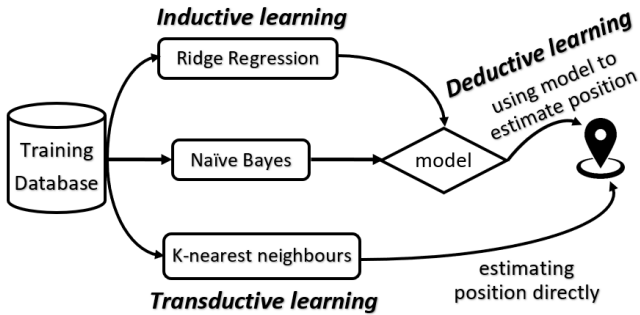 Inductive learning
Ridge Regression
Deductive learning
using model to
estimate position
Training
Database
Naïve Bayes
model
K-nearest neighbours
Transductive learning
estimating
position directly